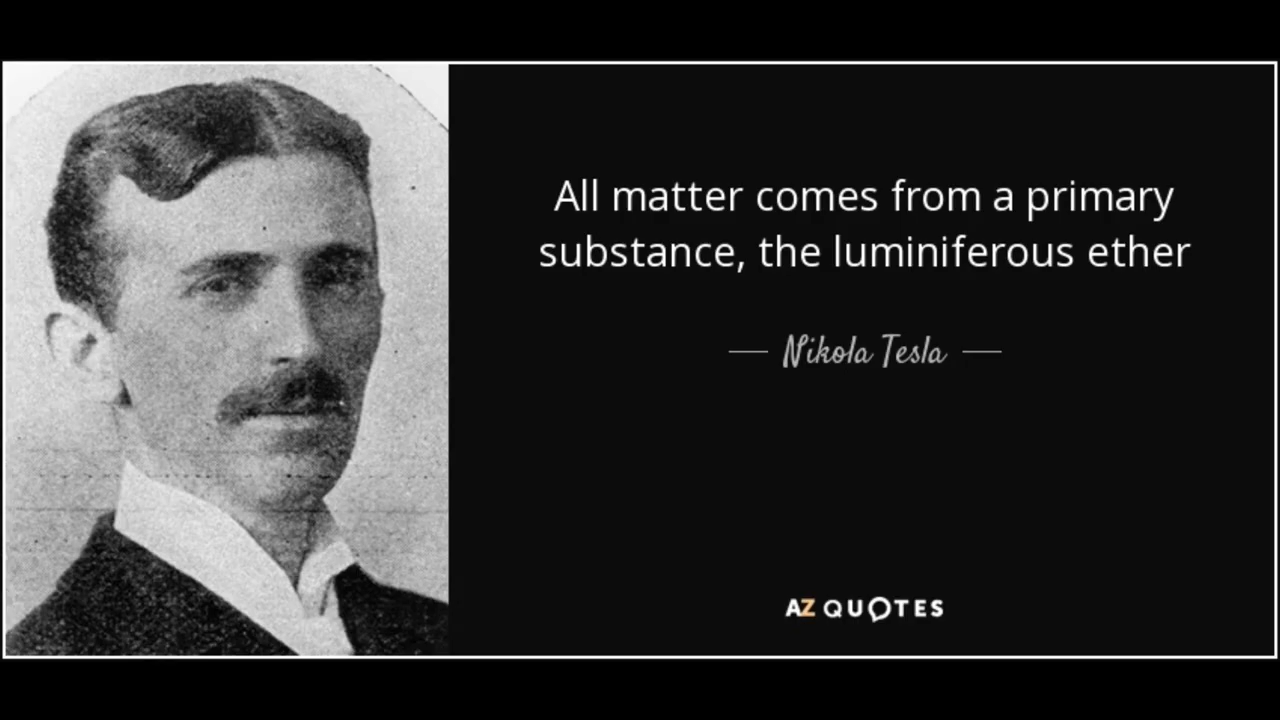 All matter comes from a primary
substance, the luminiferous ether
Nikola Tesla
AZ QUOTES